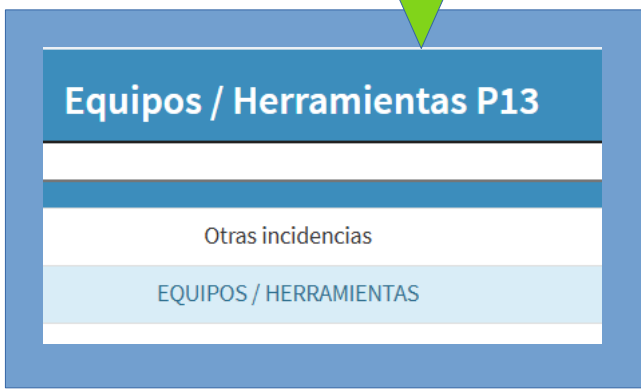 Equipos / Herramientas P13
Otras incidencias
EQUIPOS / HERRAMIENTAS